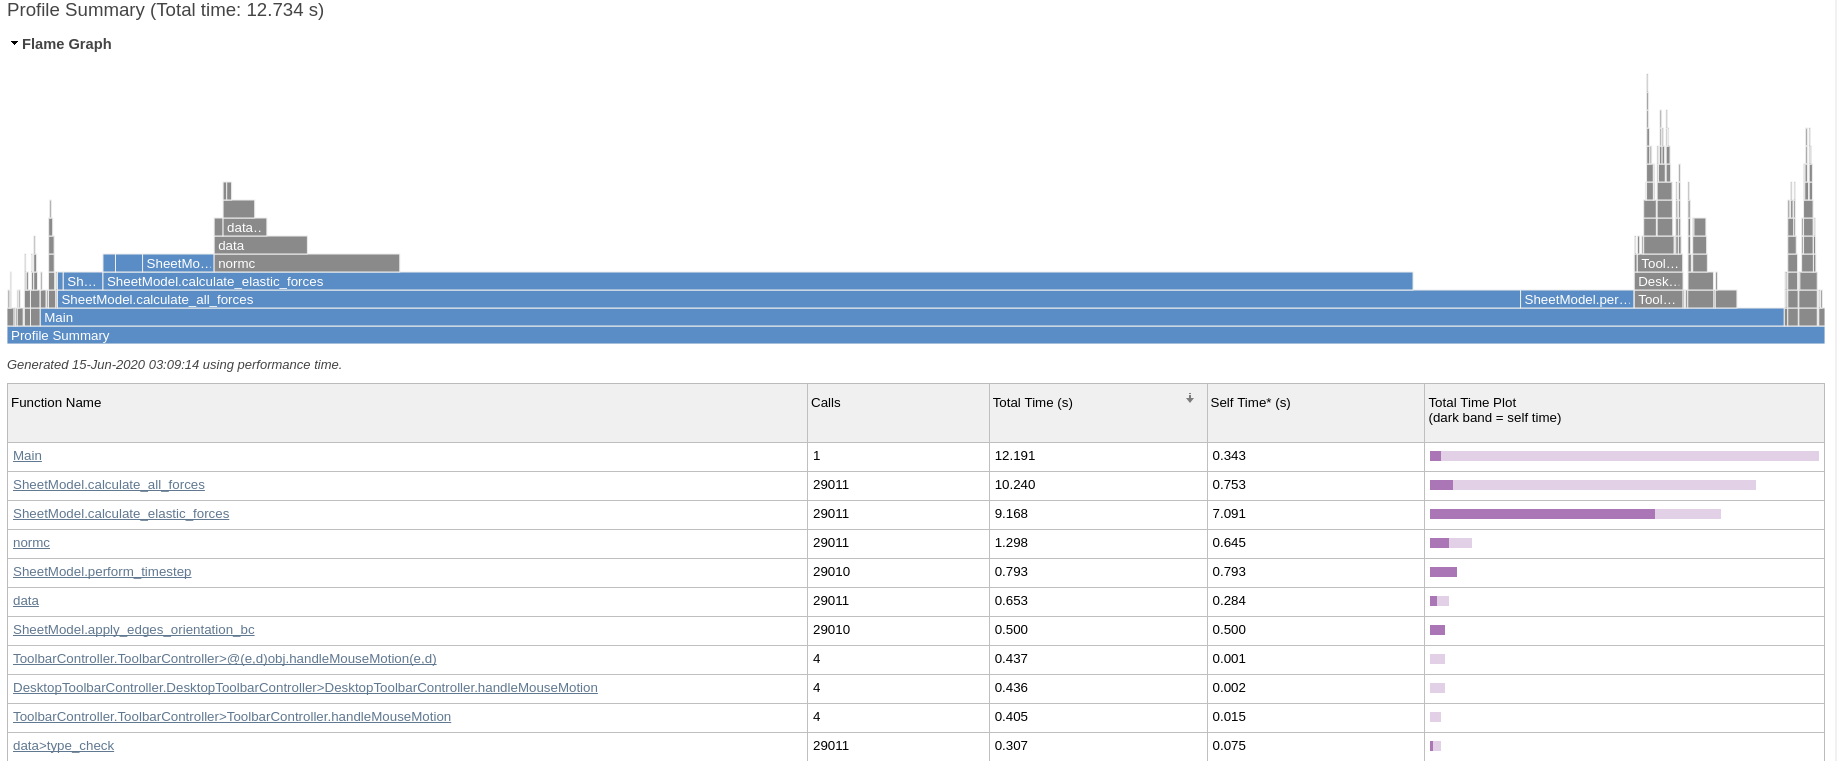 Profile Summary (Total time: 12.734 s)
Flame Graph
data..
data
SheetMo.. normc Tool...
Sh... SheetModel.calculate_elastic_forces Desk..
SheetModel.calculate_all_forces SheetModel.per... Tool...
Main
Profile Summary
Generated 15-Jun-2020 03:09:14 using performance time.
Function Name Calls Total Time (s) Self Time* (s) Total Time Plot
(dark band = self time)
Main 1 12.191 0.343
SheetModel.calculate_all_forces 29011 10.240 0.753
SheetModel.calculate_elastic_forces 29011 9.168 7.091
normc 29011 1.298 0.645
SheetModel.perform_timestep 29010 0.793 0.793
data 29011 0.653 0.284
SheetModel.apply_edges_orientation_bc 29010 0.500 0.500
ToolbarController.ToolbarController>@(e,d)obj.handleMouseMotion(e,d) 4 0.437 0.001
DesktopToolbarController.DesktopToolbarController>DesktopToolbarController.handleMouseMotion 4 0.436 0.002
ToolbarController.ToolbarController>ToolbarController.handleMouseMotion 4 0.405 0.015
data>type_check 29011 0.307 0.075